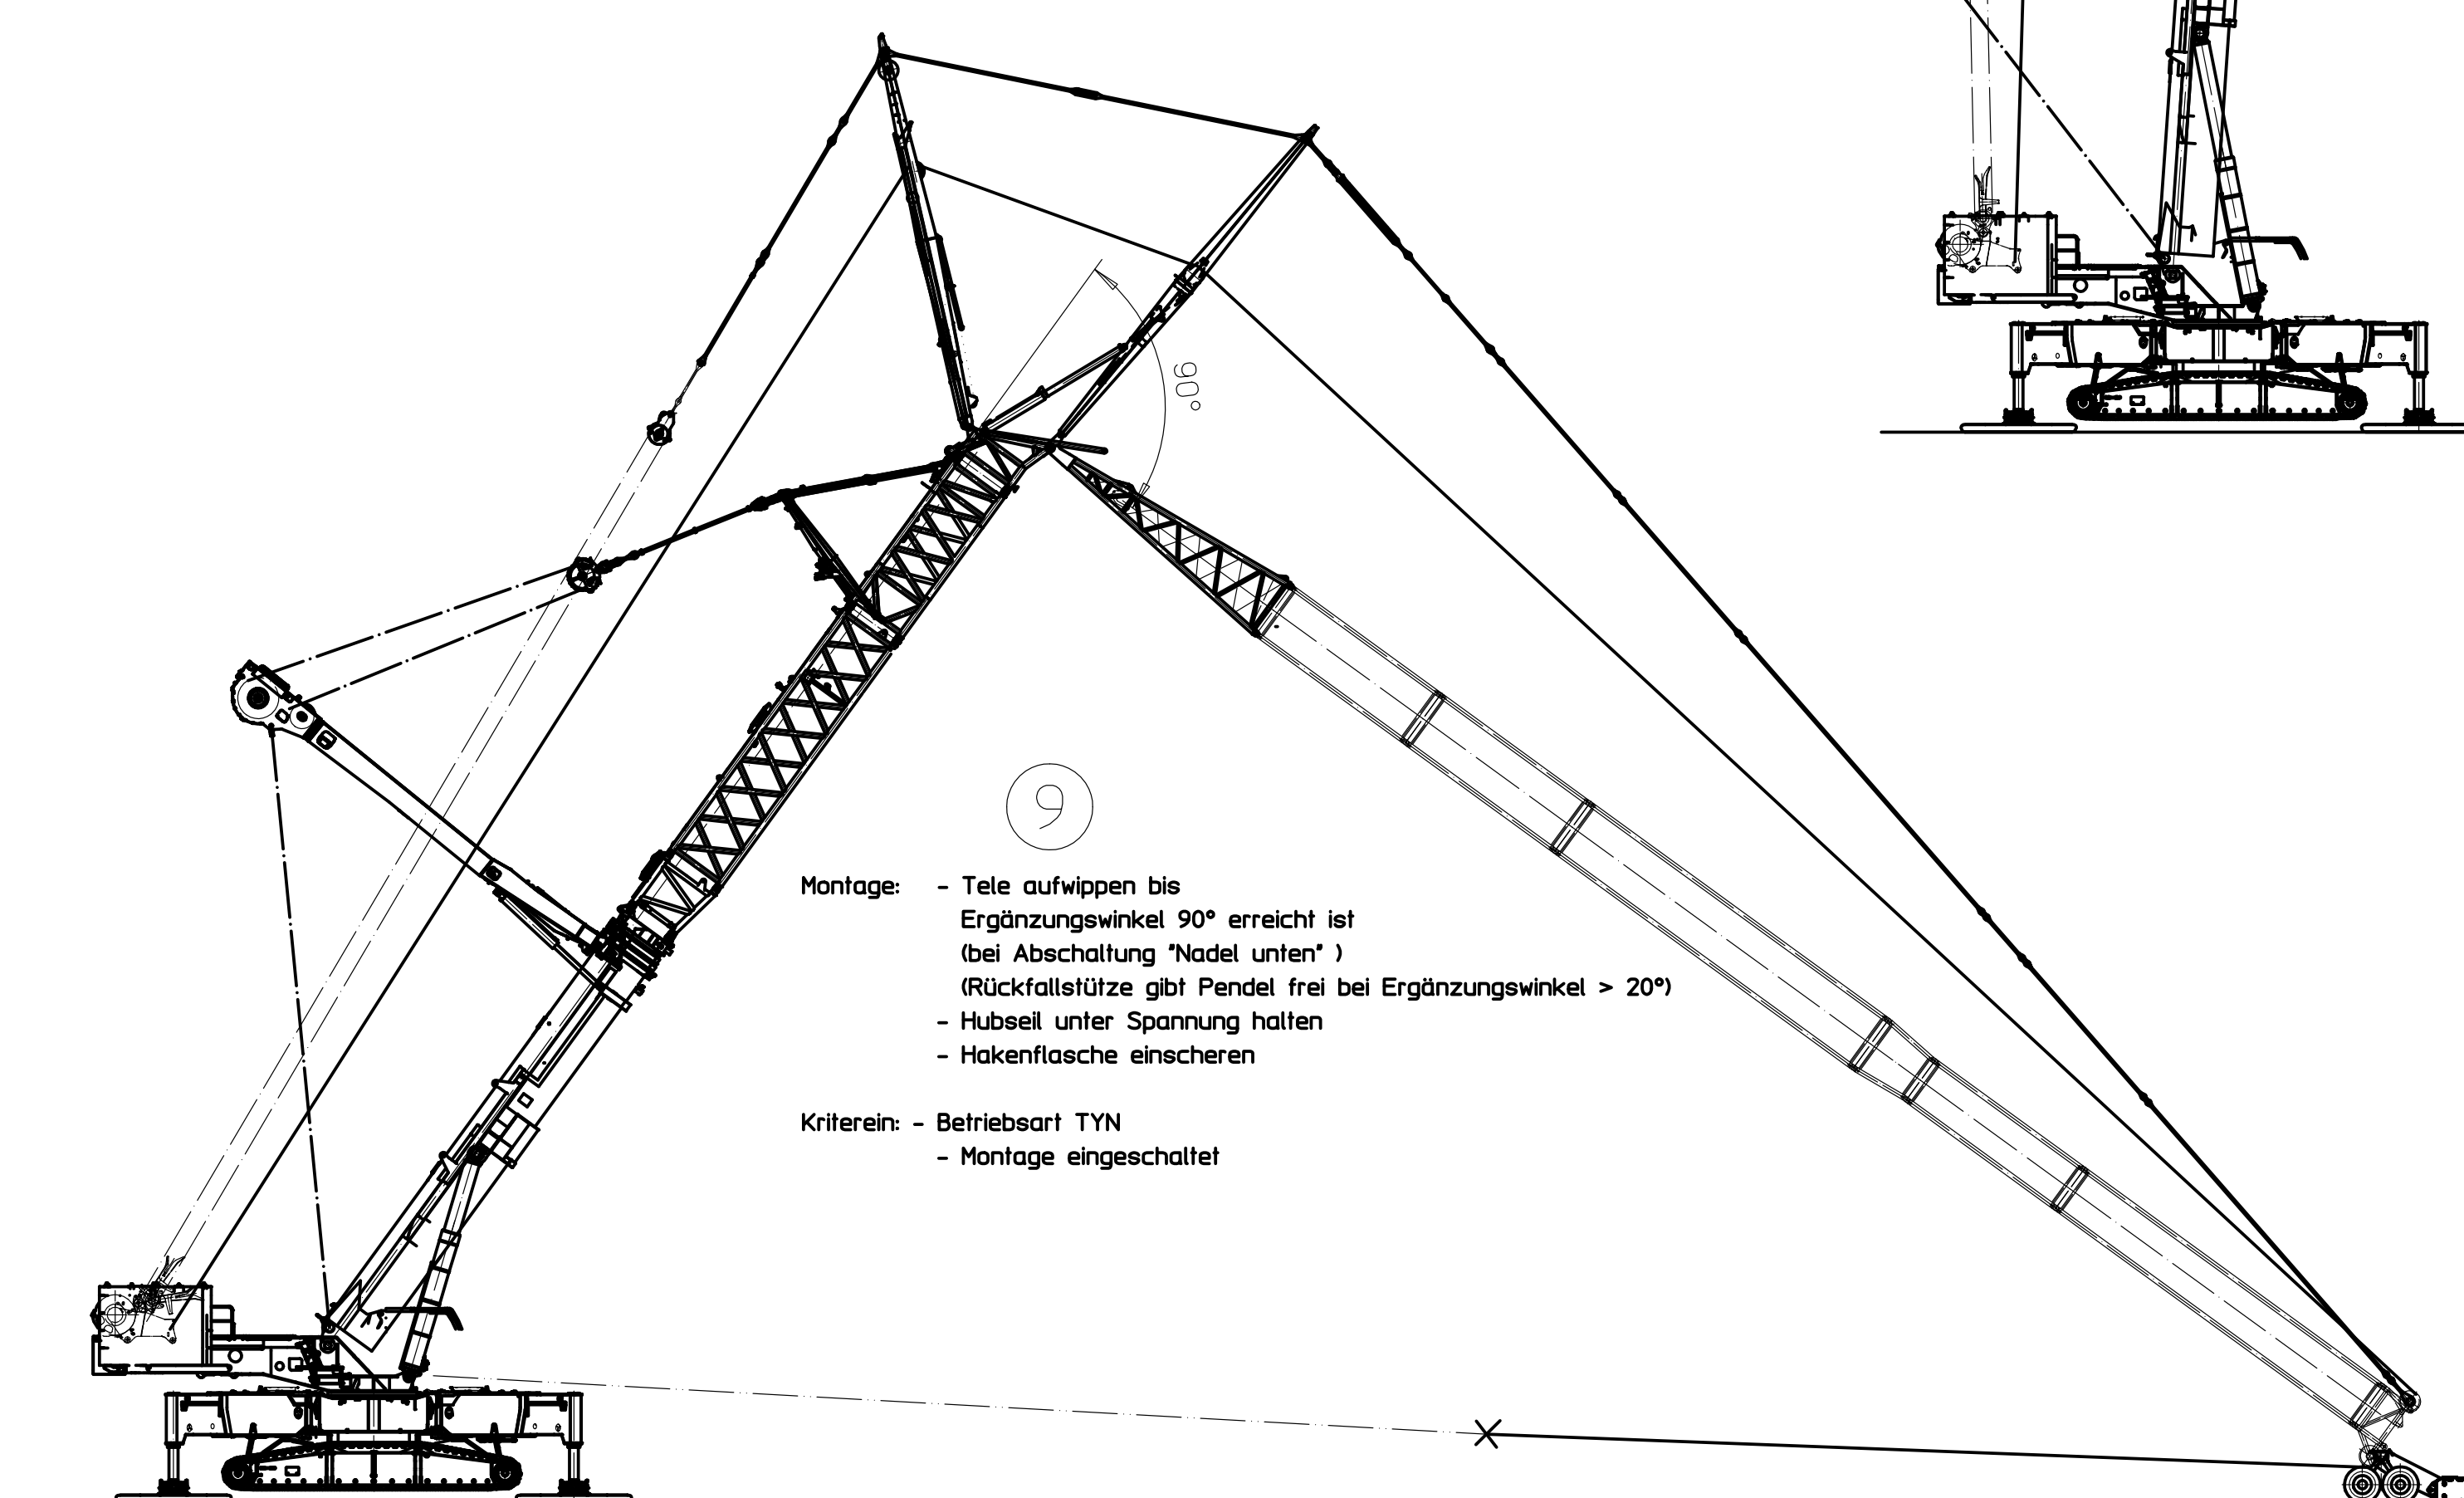 90°
9
Montage: - Tele aufwippen bis
Ergänzungswinkel 90° erreicht ist
(bei Abschaltung "Nadel unten" )
(Rückfallstütze gibt Pendel frei bei Ergänzungswinkel > 20°)
- Hubseil unter Spannung halten
- Hakenflasche einscheren
Kriterein: - Betriebsart TYN
- Montage eingeschaltet